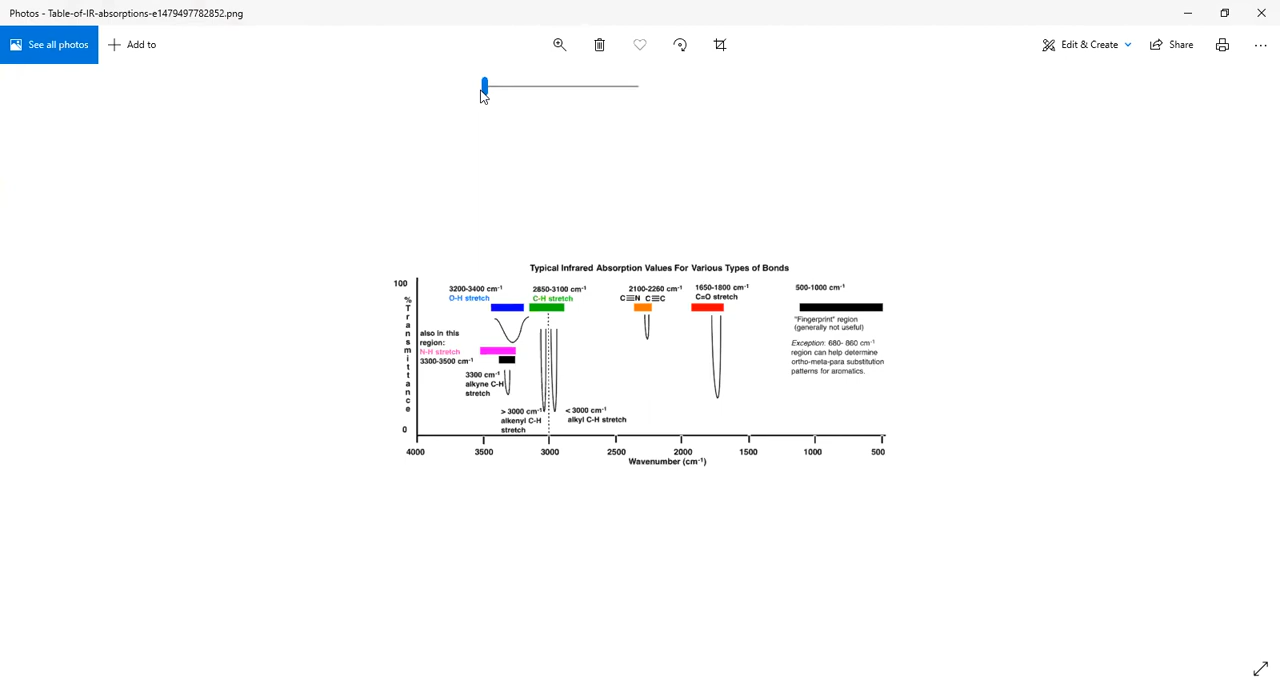 Photos - Table-of-IR-absorptions-e1479497782852.png
See all photos
Add to
Edit & Create
Share
Typical Infrared Absorption Values For Various Types of Bonds
100
% Transmittance
0
3200-3400 cm⁻¹
O-H stretch
2850-3100 cm⁻¹
C-H stretch
2100-2260 cm⁻¹
C≡N C≡C
1650-1800 cm⁻¹
C=O stretch
500-1000 cm⁻¹
"Fingerprint" region
(generally not useful)
Exception: 680- 860 cm⁻¹
region can help determine
ortho-meta-para substitution
patterns for aromatics.
also in this
region:
N-H stretch
3300-3500 cm⁻¹
3300 cm⁻¹
alkyne C-H
stretch
> 3000 cm⁻¹
alkenyl C-H
stretch
< 3000 cm⁻¹
alkyl C-H stretch
4000 3500 3000 2500 2000 1500 1000 500
Wavenumber (cm⁻¹)